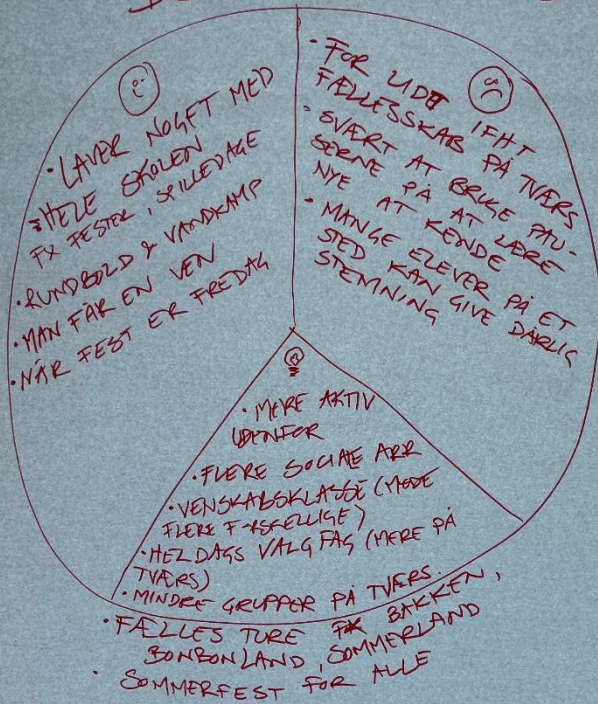 • LAVER NOGET MED
HELE SKOLEN
FX FESTER, SPILLEDAGE
• RUNDBOLD & VANDKAMP
• MAN FÅR EN VEN
• NÅR FEST ER FREDAG
• FOR LIDT IFHT
FÆLLESSKAB PÅ TVÆRS
• SVÆRT AT BRUGE PAU-
SERNE PÅ AT LÆRE
NYE AT KENDE
• MANGE ELEVER PÅ ET
STED KAN GIVE DÅRLIG
STEMNING
• MERE AKTIV
UDENFOR
• FLERE SOCIALE ARR
• VENSKABSKLASSE (MØDE
FLERE FORSKELLIGE)
• HELDAGS VALGFAG (MERE PÅ
TVÆRS)
• MINDRE GRUPPER PÅ TVÆRS.
• FÆLLES TURE FX BAKKEN,
BONBONLAND, SOMMERLAND
• SOMMERFEST FOR ALLE